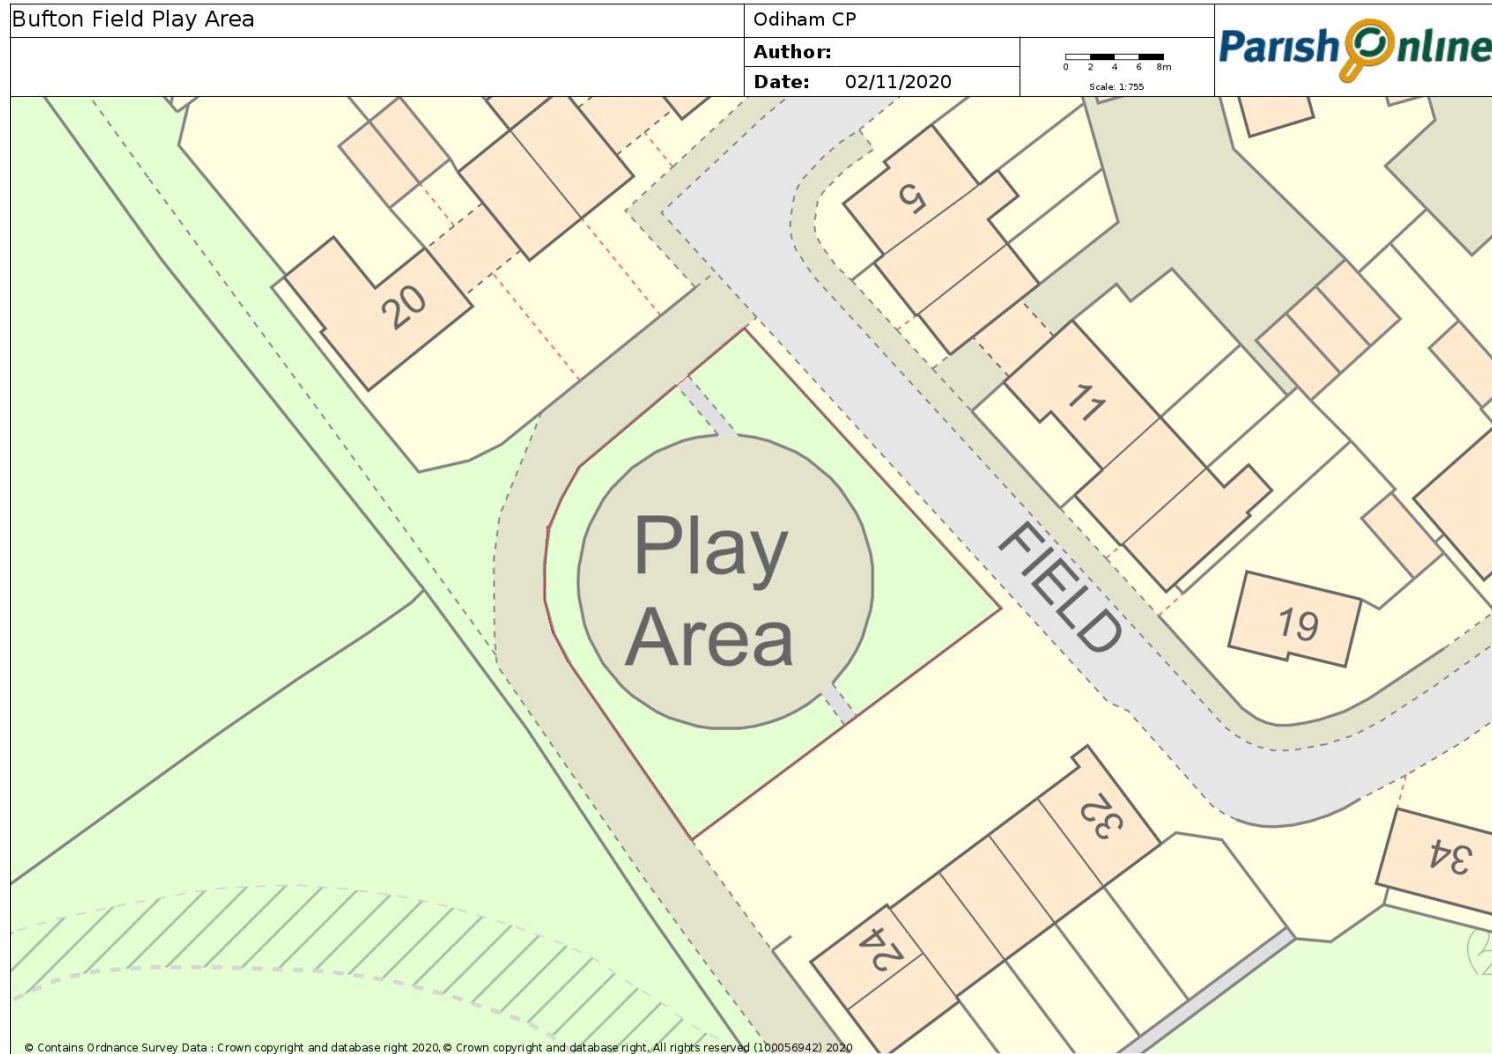 Bufton Field Play Area
Odiham CP
Author:
Date: 02/11/2020
0 2 4 6 8m
Scale: 1:755
Parish Online
5
20
11
Play
Area
FIELD
19
32
34
24
© Contains Ordnance Survey Data : Crown copyright and database right 2020,© Crown copyright and database right. All rights reserved (100056942) 2020